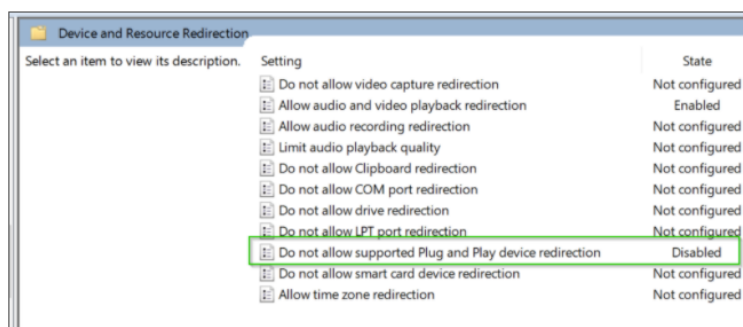 Device and Resource Redirection
Select an item to view its description.
Setting State
Do not allow video capture redirection Not configured
Allow audio and video playback redirection Enabled
Allow audio recording redirection Not configured
Limit audio playback quality Not configured
Do not allow Clipboard redirection Not configured
Do not allow COM port redirection Not configured
Do not allow drive redirection Not configured
Do not allow LPT port redirection Not configured
Do not allow supported Plug and Play device redirection Disabled
Do not allow smart card device redirection Not configured
Allow time zone redirection Not configured